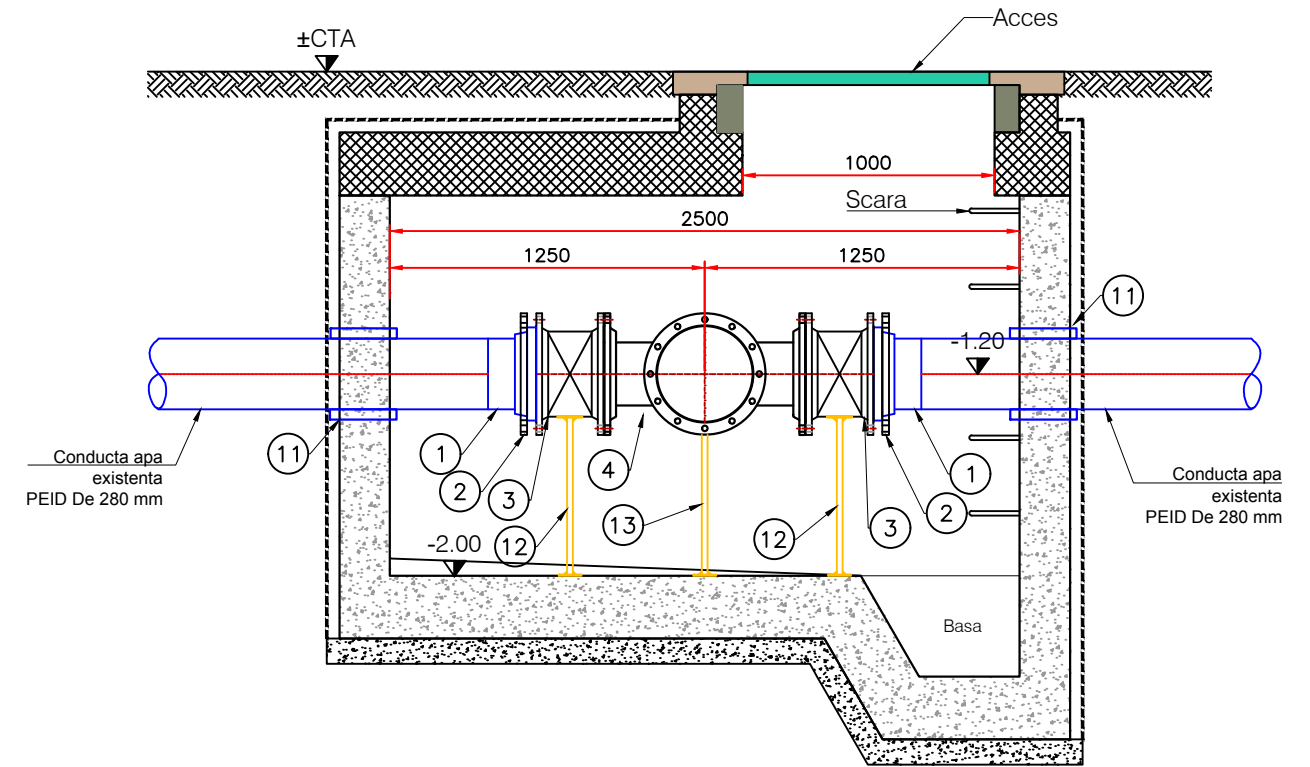 Acces
±CTA
1000
Scara
2500
1250
1250
11
-1.20
Conducta apa
existenta
PEID De 280 mm
11
1
2
3
12
4
13
12
3
2
1
Conducta apa
existenta
PEID De 280 mm
-2.00
Basa